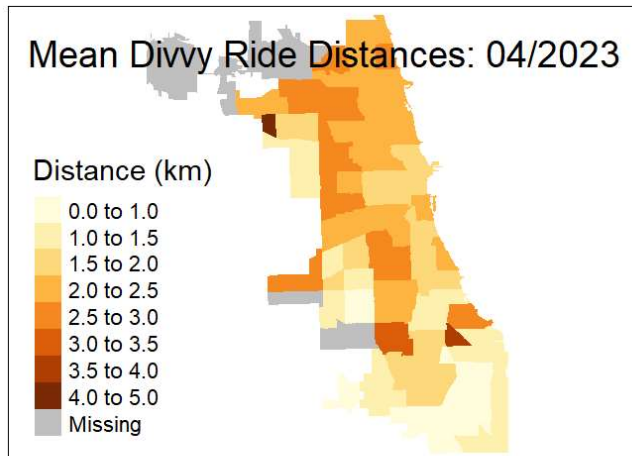 Mean Divvy Ride Distances: 04/2023
Distance (km)
0.0 to 1.0
1.0 to 1.5
1.5 to 2.0
2.0 to 2.5
2.5 to 3.0
3.0 to 3.5
3.5 to 4.0
4.0 to 5.0
Missing